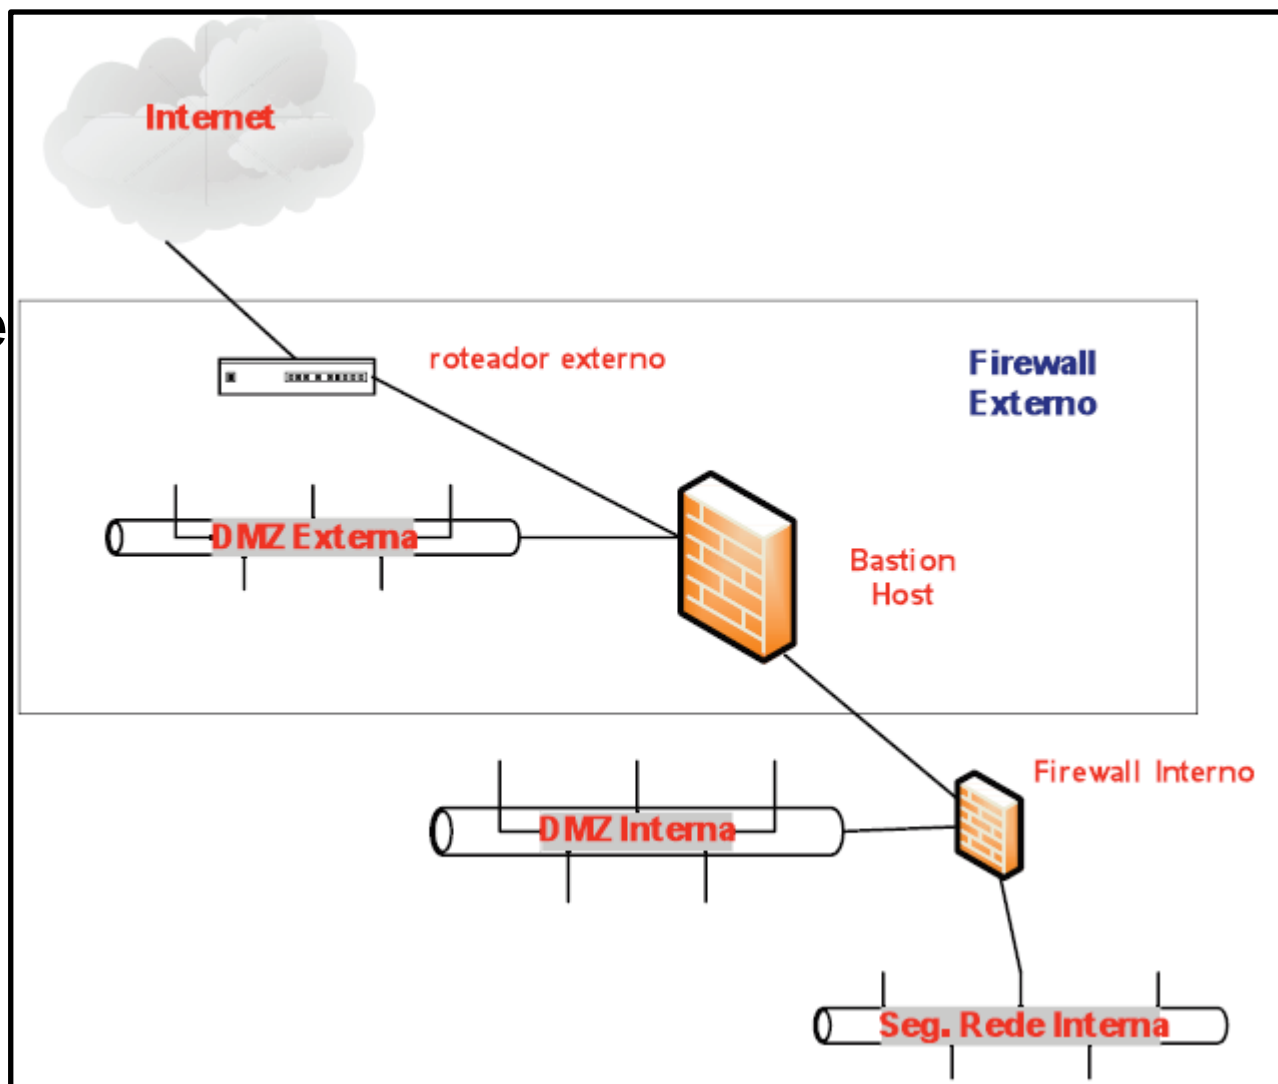 Internet
roteador externo
Firewall
Externo
DMZ Externa
Bastion
Host
Firewall Interno
DMZ Interna
Seg. Rede Interna